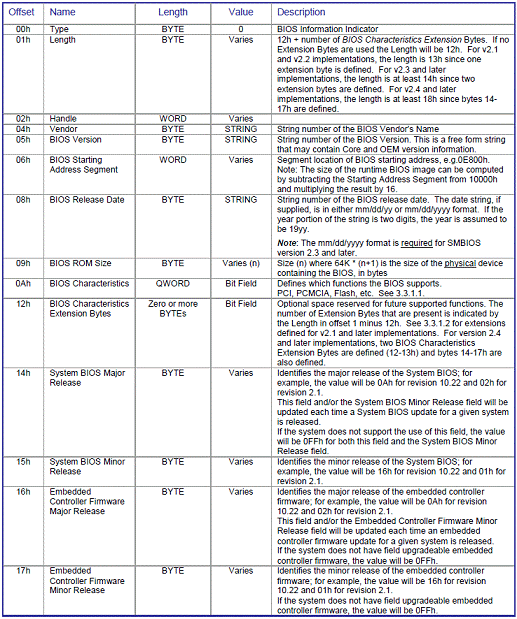 Offset Name Length Value Description
00h Type BYTE 0 BIOS Information Indicator
01h Length BYTE Varies 12h + number of BIOS Characteristics Extension Bytes. If no
Extension Bytes are used the Length will be 12h. For v2.1
and v2.2 implementations, the length is 13h since one
extension byte is defined. For v2.3 and later
implementations, the length is at least 14h since two
extension bytes are defined. For v2.4 and later
implementations, the length is at least 18h since bytes 14-
17h are defined.
02h Handle WORD Varies
04h Vendor BYTE STRING String number of the BIOS Vendor's Name
05h BIOS Version BYTE STRING String number of the BIOS Version. This is a free form string
that may contain Core and OEM version information.
06h BIOS Starting WORD Varies Segment location of BIOS starting address, e.g.0E800h.
Address Segment Note: The size of the runtime BIOS image can be computed
by subtracting the Starting Address Segment from 10000h
and multiplying the result by 16.
08h BIOS Release Date BYTE STRING String number of the BIOS release date. The date string, if
supplied, is in either mm/dd/yy or mm/dd/yyyy format. If the
year portion of the string is two digits, the year is assumed
to be 19yy.
Note: The mm/dd/yyyy format is required for SMBIOS
version 2.3 and later.
09h BIOS ROM Size BYTE Varies (n) Size (n) where 64K * (n+1) is the size of the physical device
containing the BIOS, in bytes
0Ah BIOS Characteristics QWORD Bit Field Defines which functions the BIOS supports.
PCI, PCMCIA, Flash, etc. See 3.3.1.1.
12h BIOS Characteristics Zero or more Bit Field Optional space reserved for future supported functions. The
Extension Bytes BYTEs number of Extension Bytes that are present is indicated by
the Length in offset 1 minus 12h. See 3.3.1.2 for extensions
defined for v2.1 and later implementations. For version 2.4
and later implementations, two BIOS Characteristics
Extension Bytes are defined (12-13h) and bytes 14-17h are
also defined.
14h System BIOS Major BYTE Varies Identifies the major release of the System BIOS; for
Release example, the value will be 0Ah for revision 10.22 and 02h for
revision 2.1.
This field and/or the System BIOS Minor Release field will be
updated each time a System BIOS update for a given system
is released.
If the system does not support the use of this field, the value
will be 0FFh for both this field and the System BIOS Minor
Release field.
15h System BIOS Minor BYTE Varies Identifies the minor release of the System BIOS; for
Release example, the value will be 16h for revision 10.22 and 01h for
revision 2.1.
16h Embedded BYTE Varies Identifies the major release of the embedded controller
Controller Firmware firmware; for example, the value will be 0Ah for revision
Major Release 10.22 and 02h for revision 2.1.
This field and/or the Embedded Controller Firmware Minor
Release field will be updated each time an embedded
controller firmware update for a given system is released.
If the system does not have field upgradeable embedded
controller firmware, the value will be 0FFh.
17h Embedded BYTE Varies Identifies the minor release of the embedded controller
Controller Firmware firmware; for example, the value will be 16h for revision
Minor Release 10.22 and 01h for revision 2.1.
If the system does not have field upgradeable embedded
controller firmware, the value will be 0FFh.